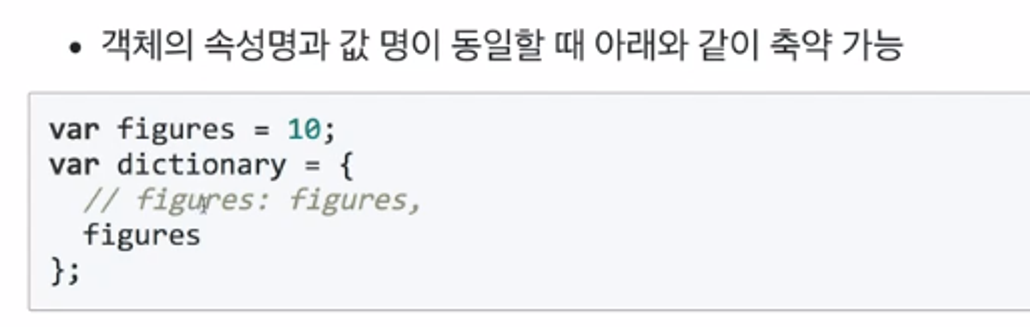 • 객체의 속성명과 값 명이 동일할 때 아래와 같이 축약 가능
var figures = 10;
var dictionary = {
  // figures: figures,
  figures
};